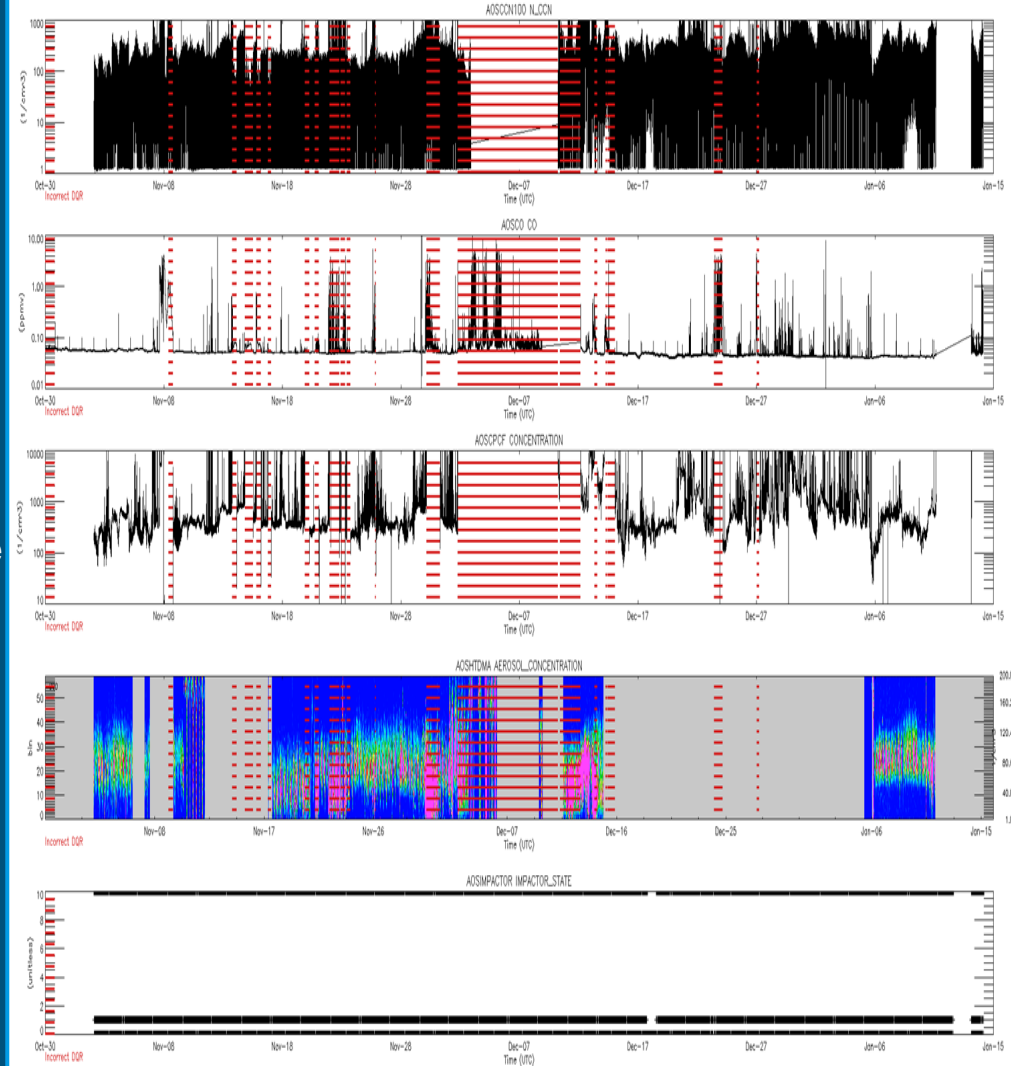 AOSCCN100 N_CCN
1000
100
10
1
(1/cm3)
Oct-30 Nov-08 Nov-18 Nov-28 Dec-07 Dec-17 Dec-27 Jan-06 Jan-15
Time (UTC)
Incorrect DQR
AOSCO CO
10.00
1.00
0.10
0.01
(ppmv)
Oct-30 Nov-08 Nov-18 Nov-28 Dec-07 Dec-17 Dec-27 Jan-06 Jan-15
Time (UTC)
Incorrect DQR
AOSCPCF CONCENTRATION
10000
1000
100
10
(1/cm3)
Oct-30 Nov-08 Nov-18 Nov-28 Dec-07 Dec-17 Dec-27 Jan-06 Jan-15
Time (UTC)
Incorrect DQR
AOSHTDMA AEROSOL_CONCENTRATION
50
40
30
20
10
0
bin
200.
160.
120.
80.
40.
1.
Nov-08 Nov-17 Nov-26 Dec-07 Dec-16 Dec-25 Jan-06 Jan-15
Time (UTC)
Incorrect DQR
AOSIMPACTOR IMPACTOR_STATE
10
8
6
4
2
0
(unitless)
Oct-30 Nov-08 Nov-18 Nov-28 Dec-07 Dec-17 Dec-27 Jan-06 Jan-15
Time (UTC)
Incorrect DQR